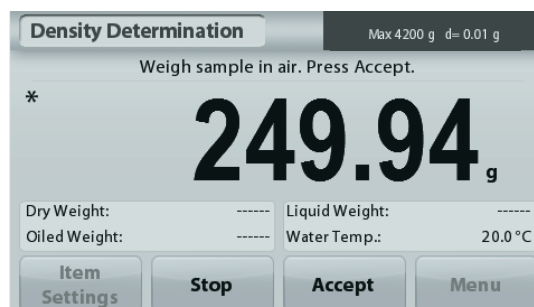 Density Determination
Max 4200 g d= 0.01 g
Weigh sample in air. Press Accept.
*
249.94 g
Dry Weight: ------
Liquid Weight: ------
Oiled Weight: ------
Water Temp.: 20.0 °C
Item Settings
Stop
Accept
Menu